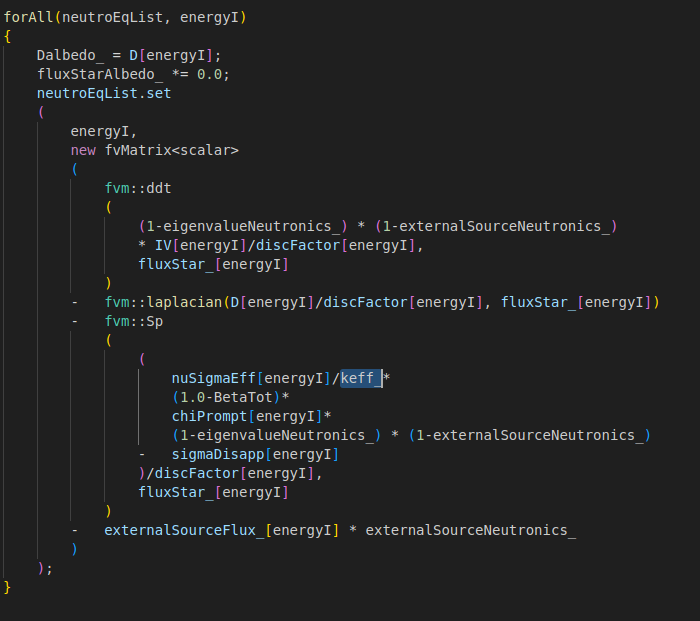 forAll(neutroEqList, energyI)
{
    Dalbedo_ = D[energyI];
    fluxStarAlbedo_ *= 0.0;
    neutroEqList.set
    (
        energyI,
        new fvMatrix<scalar>
        (
            fvm::ddt
            (
                (1-eigenvalueNeutronics_) * (1-externalSourceNeutronics_)
                * IV[energyI]/discFactor[energyI],
                fluxStar_[energyI]
            )
        -   fvm::laplacian(D[energyI]/discFactor[energyI], fluxStar_[energyI])
        -   fvm::Sp
            (
                (
                    nuSigmaEff[energyI]/keff_*
                    (1.0-BetaTot)*
                    chiPrompt[energyI]*
                    (1-eigenvalueNeutronics_) * (1-externalSourceNeutronics_)
                -   sigmaDisapp[energyI]
                )/discFactor[energyI],
                fluxStar_[energyI]
            )
        -   externalSourceFlux_[energyI] * externalSourceNeutronics_
        )
    );
}